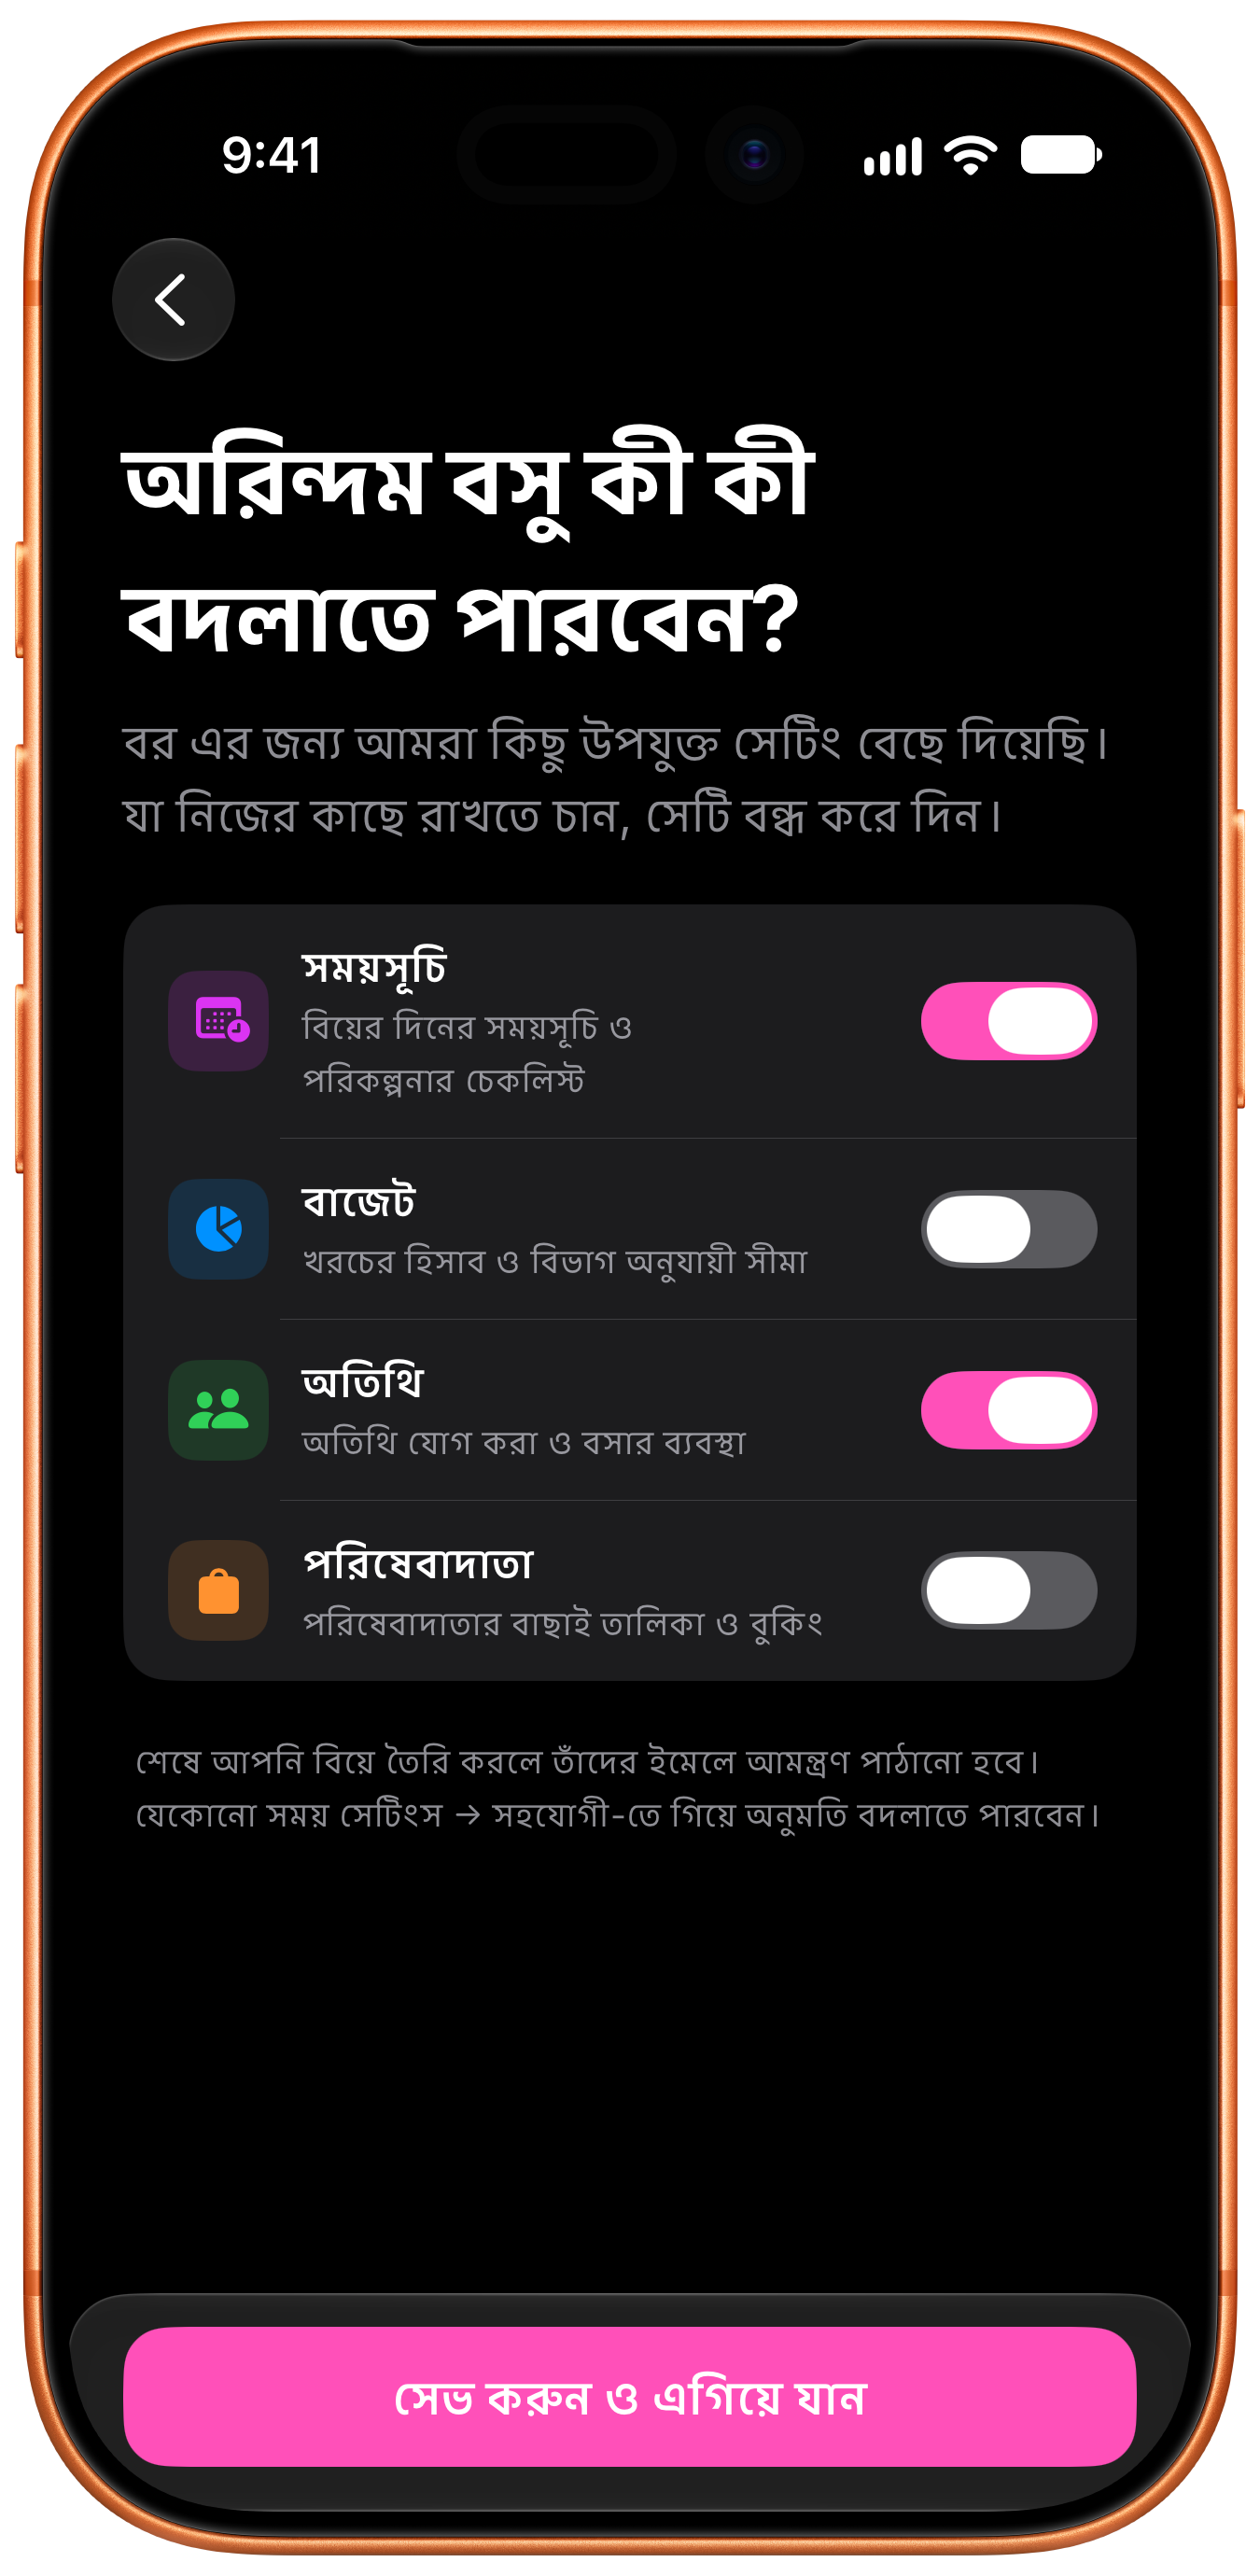 9:41
অরিন্দম বসু কী কী
বদলাতে পারবেন?
বর এর জন্য আমরা কিছু উপযুক্ত সেটিং বেছে দিয়েছি।
যা নিজের কাছে রাখতে চান, সেটি বন্ধ করে দিন।
সময়সূচি
বিয়ের দিনের সময়সূচি ও
পরিকল্পনার চেকলিস্ট
বাজেট
খরচের হিসাব ও বিভাগ অনুযায়ী সীমা
অতিথি
অতিথি যোগ করা ও বসার ব্যবস্থা
পরিষেবাদাতা
পরিষেবাদাতার বাছাই তালিকা ও বুকিং
শেষে আপনি বিয়ে তৈরি করলে তাঁদের ইমেলে আমন্ত্রণ পাঠানো হবে।
যেকোনো সময় সেটিংস → সহযোগী-তে গিয়ে অনুমতি বদলাতে পারবেন।
সেভ করুন ও এগিয়ে যান